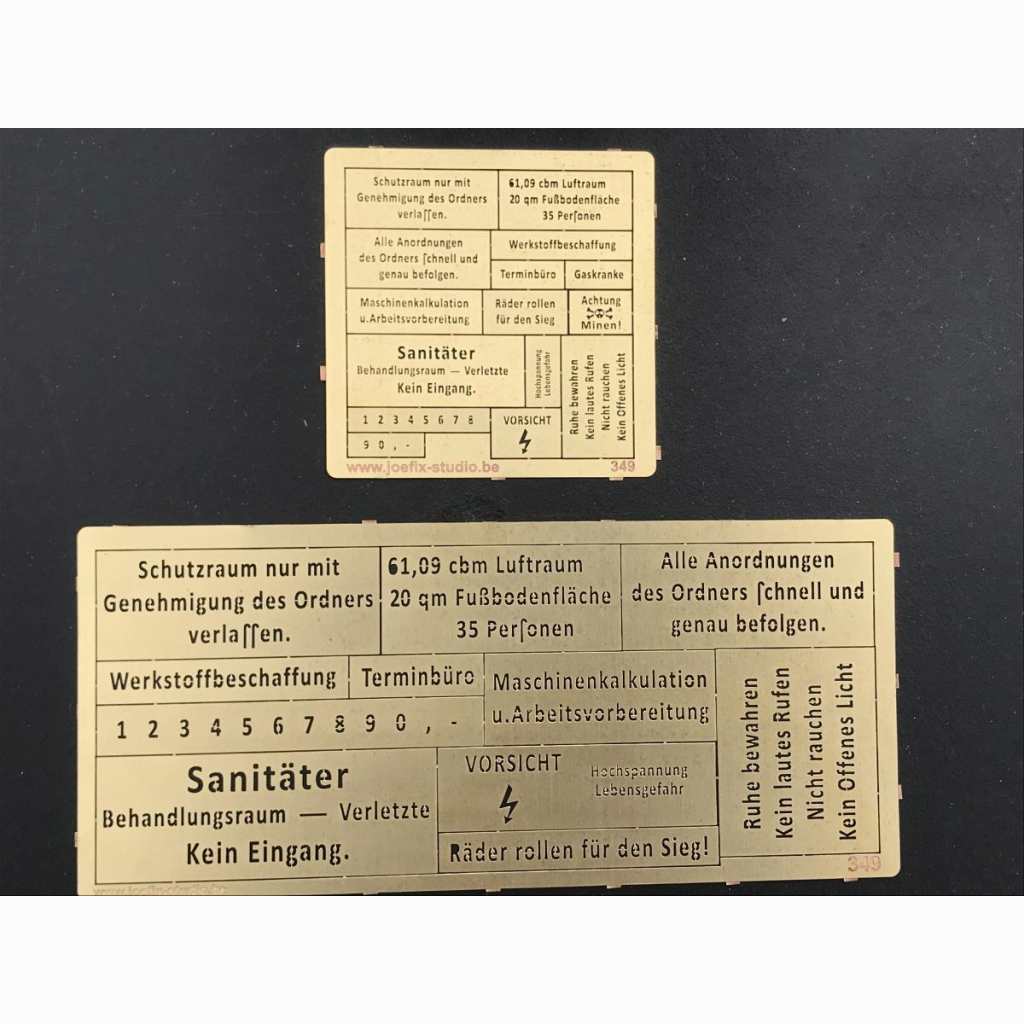 Schutzraum nur mit
Genehmigung des Ordners
verlaſſen.
61,09 cbm Luftraum
20 qm Fußbodenfläche
35 Perſonen
Alle Anordnungen
des Ordners ſchnell und
genau befolgen.
Werkstoffbeschaffung
Terminbüro
Gaskranke
Maschinenkalkulation
u.Arbeitsvorbereitung
Räder rollen
für den Sieg
Achtung
Minen!
Sanitäter
Behandlungsraum — Verletzte
Kein Eingang.
Hochspannung
Lebensgefahr
Ruhe bewahren
Kein lautes Rufen
Nicht rauchen
Kein Offenes Licht
1 2 3 4 5 6 7 8
9 0 , -
VORSICHT
www.joefix-studio.be
349
Schutzraum nur mit
Genehmigung des Ordners
verlaſſen.
61,09 cbm Luftraum
20 qm Fußbodenfläche
35 Perſonen
Alle Anordnungen
des Ordners ſchnell und
genau befolgen.
Werkstoffbeschaffung
Terminbüro
Maschinenkalkulation
u.Arbeitsvorbereitung
1 2 3 4 5 6 7 8 9 0 , -
Ruhe bewahren
Kein lautes Rufen
Nicht rauchen
Kein Offenes Licht
Sanitäter
Behandlungsraum — Verletzte
Kein Eingang.
VORSICHT
Hochspannung
Lebensgefahr
Räder rollen für den Sieg!
www.joefix-studio.be
349